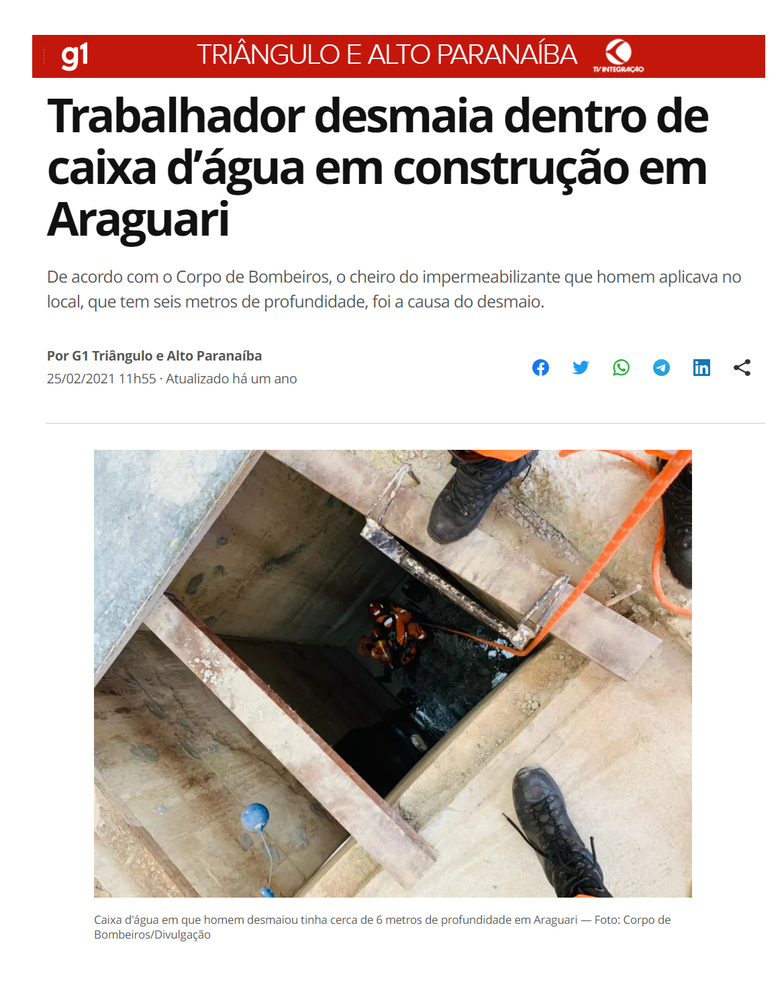 g1
TRIÂNGULO E ALTO PARANAÍBA
TV INTEGRAÇÃO
Trabalhador desmaia dentro de
caixa d’água em construção em
Araguari
De acordo com o Corpo de Bombeiros, o cheiro do impermeabilizante que homem aplicava no
local, que tem seis metros de profundidade, foi a causa do desmaio.
Por G1 Triângulo e Alto Paranaíba
25/02/2021 11h55 · Atualizado há um ano
in
Caixa d'água em que homem desmaiou tinha cerca de 6 metros de profundidade em Araguari — Foto: Corpo de
Bombeiros/Divulgação